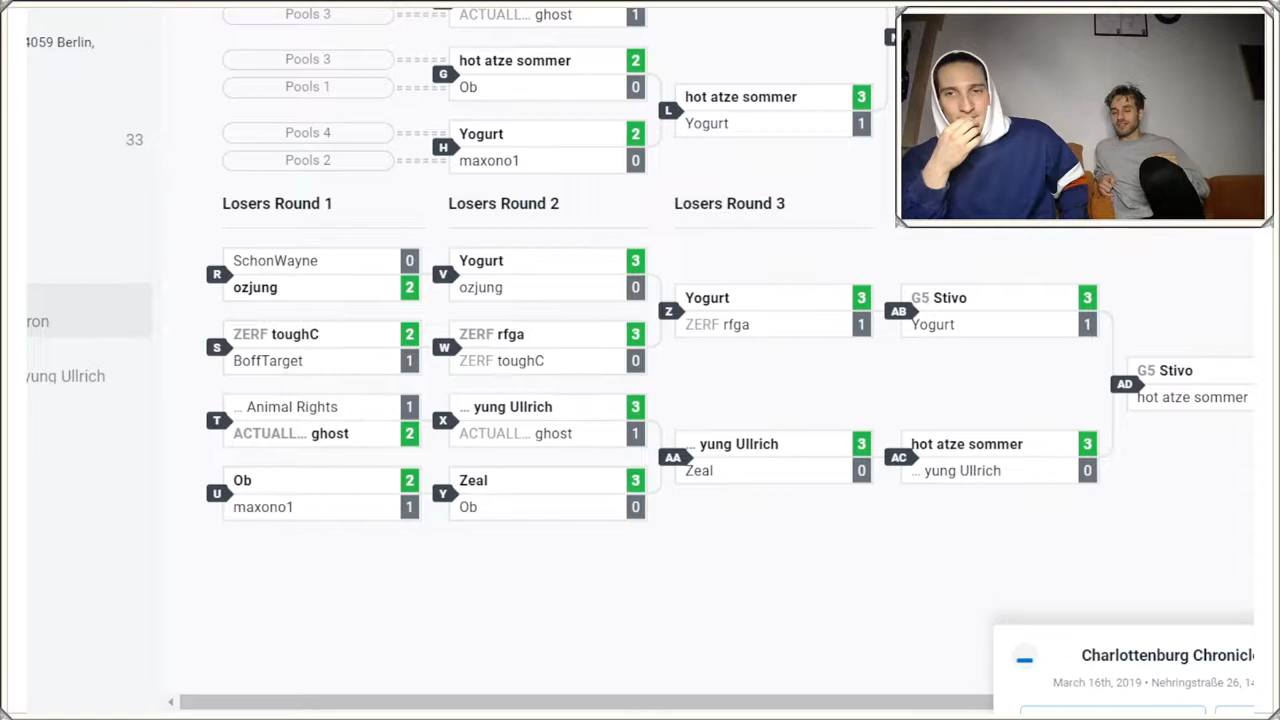 4059 Berlin,
33
ron
yung Ullrich
Pools 3
ACTUALL... ghost 1
Pools 3
Pools 1
G
hot atze sommer 2
Ob 0
Pools 4
Pools 2
H
Yogurt 2
maxono1 0
L
hot atze sommer 3
Yogurt 1
Losers Round 1
Losers Round 2
Losers Round 3
R
SchonWayne 0
ozjung 2
V
Yogurt 3
ozjung 0
S
ZERF toughC 2
BoffTarget 1
W
ZERF rfga 3
ZERF toughC 0
Z
Yogurt 3
ZERF rfga 1
AB
G5 Stivo 3
Yogurt 1
T
... Animal Rights 1
ACTUALL... ghost 2
X
... yung Ullrich 3
ACTUALL... ghost 1
U
Ob 2
maxono1 1
Y
Zeal 3
Ob 0
AA
... yung Ullrich 3
Zeal 0
AC
hot atze sommer 3
... yung Ullrich 0
AD
G5 Stivo
hot atze sommer
Charlottenburg Chronicl
March 16th, 2019 • Nehringstraße 26, 14